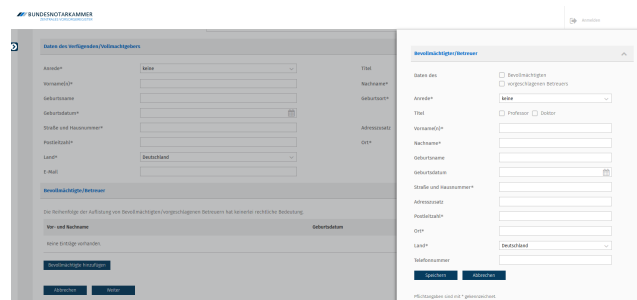 BUNDESNOTARKAMMER
ZENTRALES VORSORGEREGISTER
Anmelden
Daten des Verfügenden/Vollmachtgebers
Anrede*
keine
Titel
Vorname(n)*
Nachname*
Geburtsname
Geburtsort*
Geburtsdatum*
Straße und Hausnummer*
Adresszusatz
Postleitzahl*
Ort*
Land*
Deutschland
E-Mail
Bevollmächtigte/Betreuer
Die Reihenfolge der Auflistung von Bevollmächtigten/vorgeschlagenen Betreuern hat keinerlei rechtliche Bedeutung.
Vor- und Nachname
Geburtsdatum
Keine Einträge vorhanden
Bevollmächtigte hinzufügen
Abbrechen
Weiter
Bevollmächtigter/Betreuer
Daten des
Bevollmächtigten
vorgeschlagenen Betreuers
Anrede*
keine
Titel
Professor
Doktor
Vorname(n)*
Nachname*
Geburtsname
Geburtsdatum
Straße und Hausnummer*
Adresszusatz
Postleitzahl*
Ort*
Land*
Deutschland
Telefonnummer
Speichern
Abbrechen
Pflichtangaben sind mit * gekennzeichnet